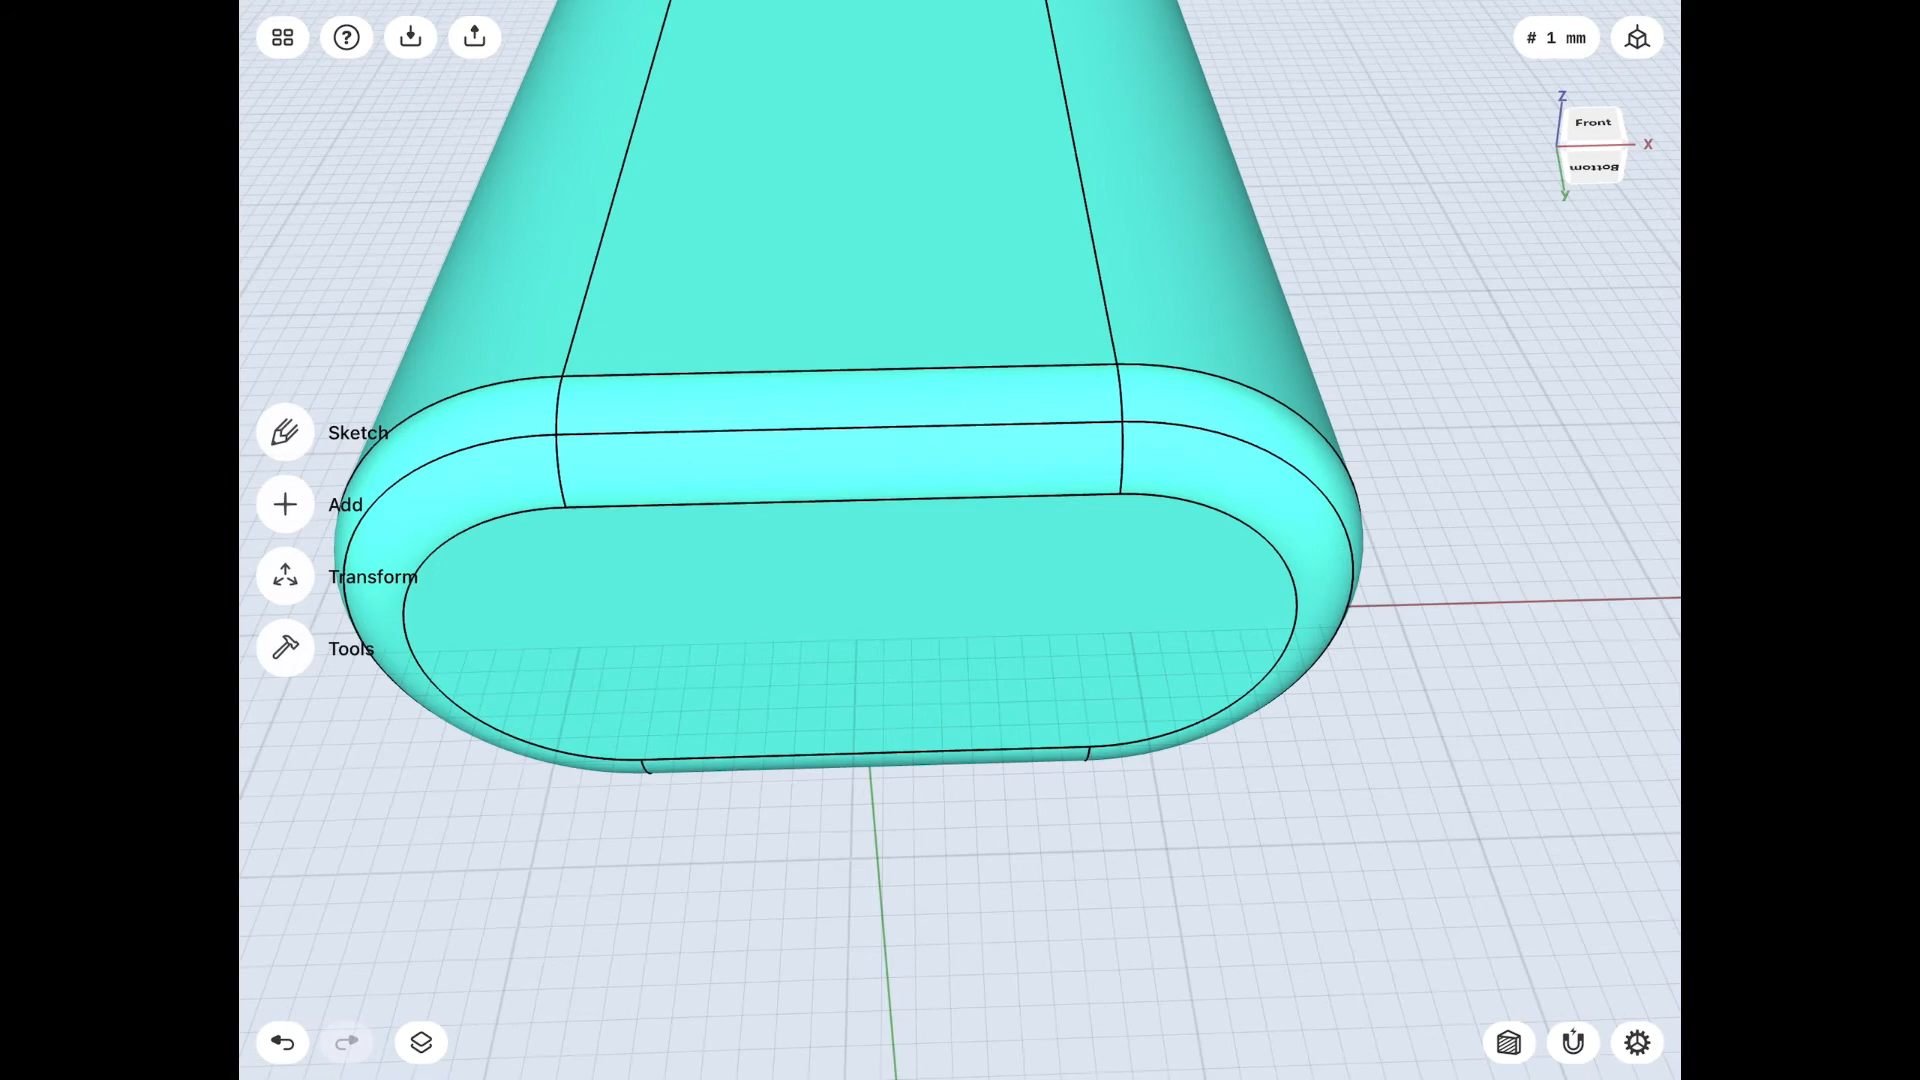 # 1 mm
Z
Front
X
Bottom
Y
Sketch
Add
Transform
Tools